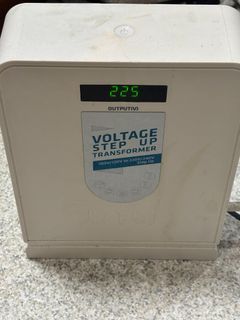 225
OUTPUT(V)
VOLTAGE
STEP UP
TRANSFORMER